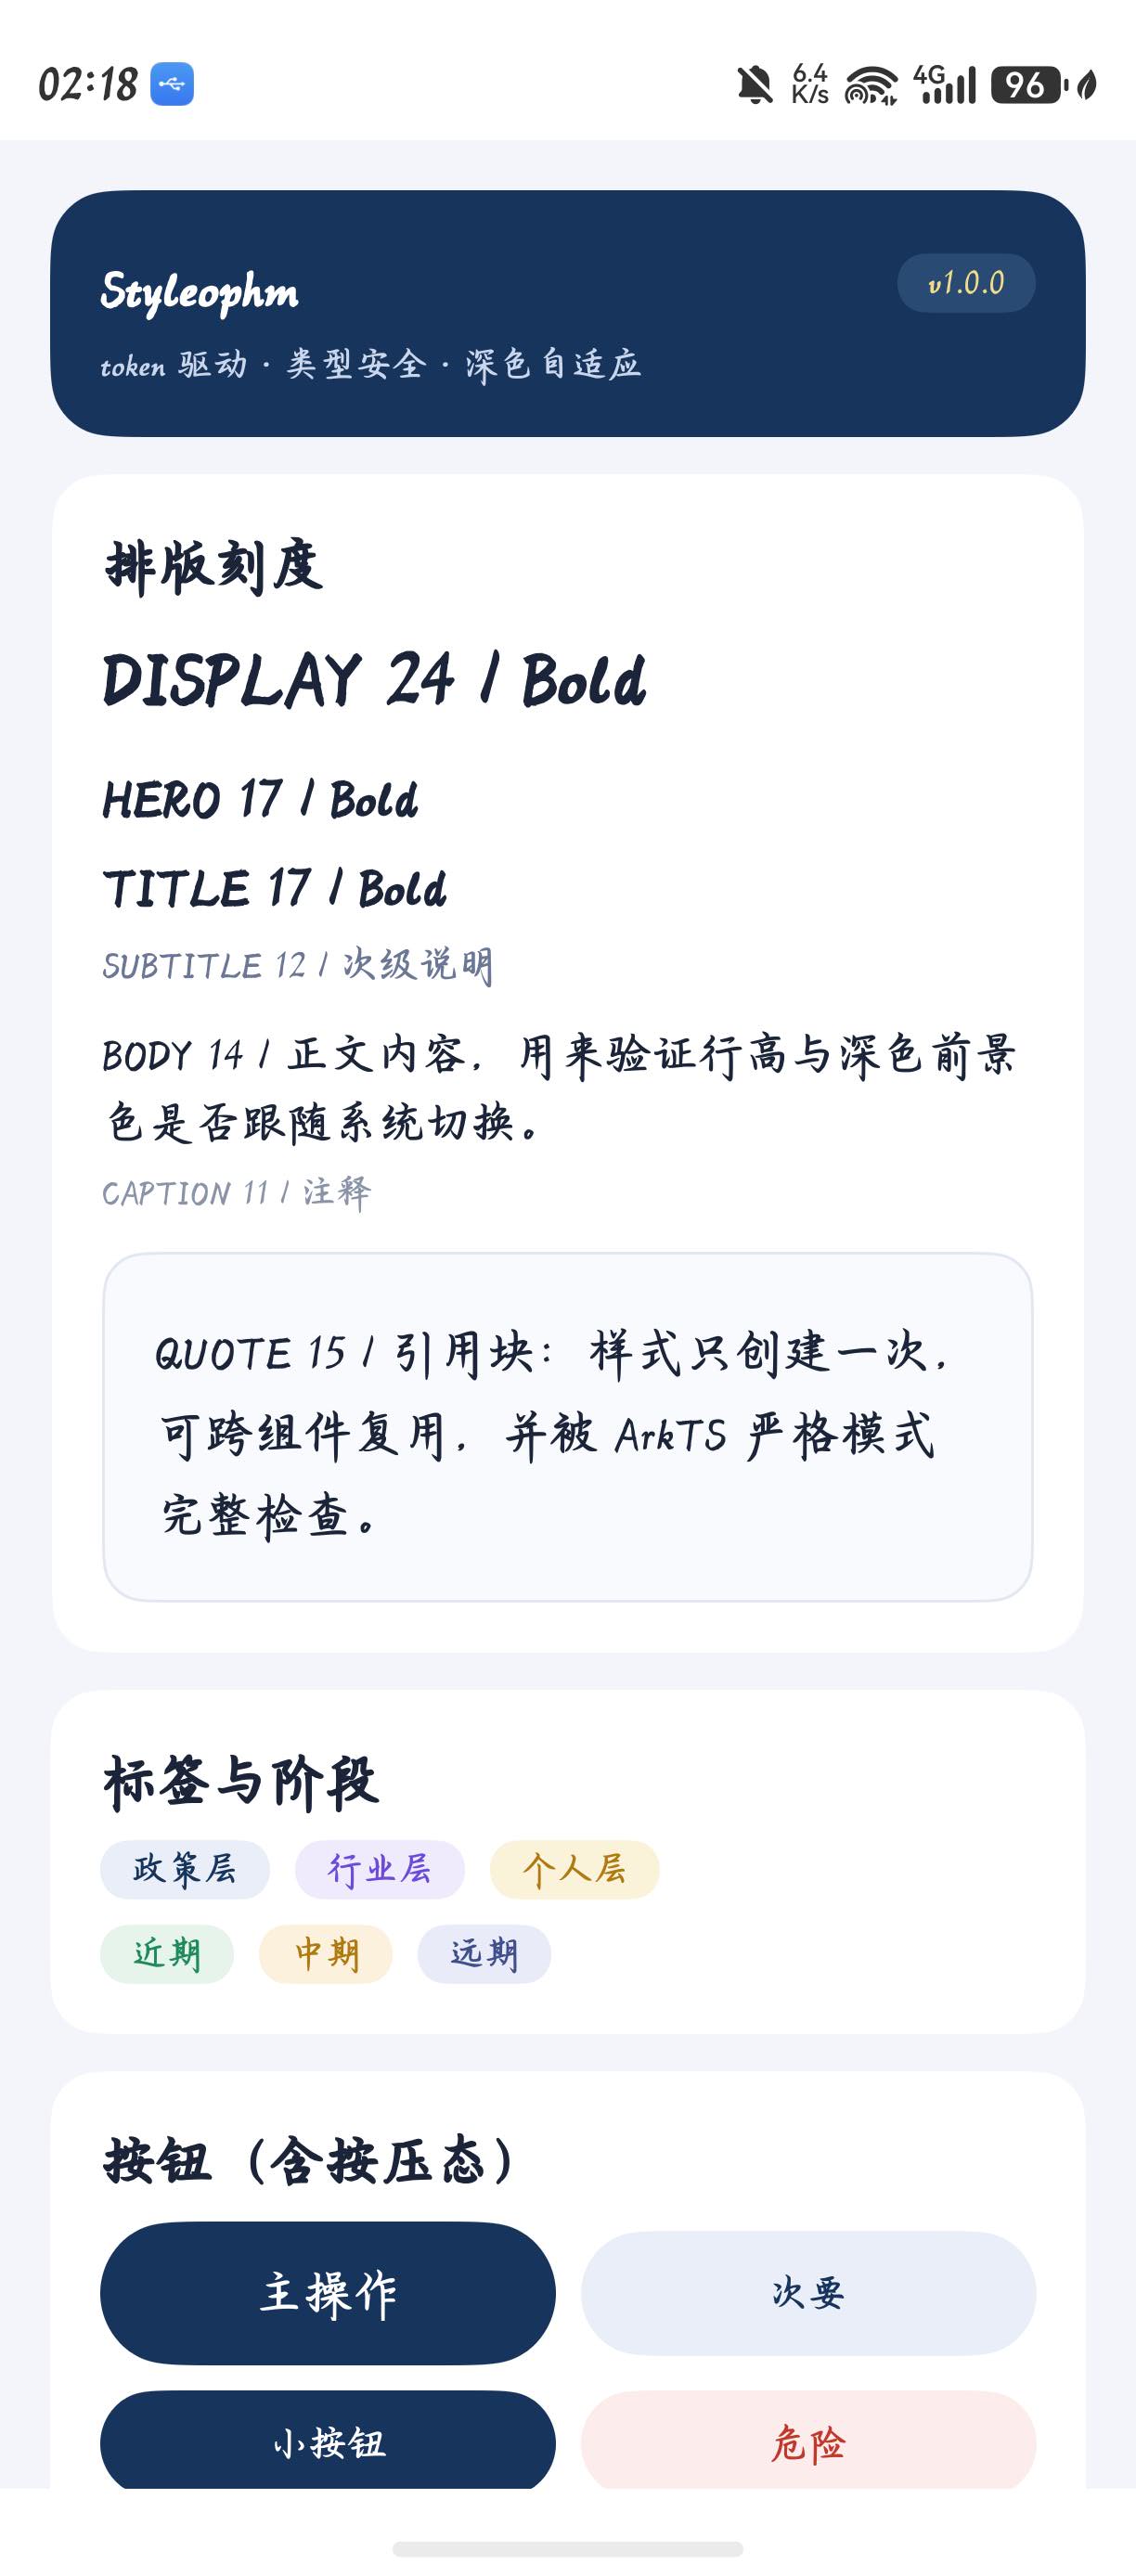 02:18
6.4 K/s
4G
96
Styleophm
v1.0.0
token 驱动 · 类型安全 · 深色自适应
排版刻度
DISPLAY 24 / Bold
HERO 17 / Bold
TITLE 17 / Bold
SUBTITLE 12 / 次级说明
BODY 14 / 正文内容，用来验证行高与深色前景
色是否跟随系统切换。
CAPTION 11 / 注释
QUOTE 15 / 引用块：样式只创建一次，
可跨组件复用，并被 ArkTS 严格模式
完整检查。
标签与阶段
政策层 行业层 个人层
近期 中期 远期
按钮（含按压态）
主操作 次要
小按钮 危险